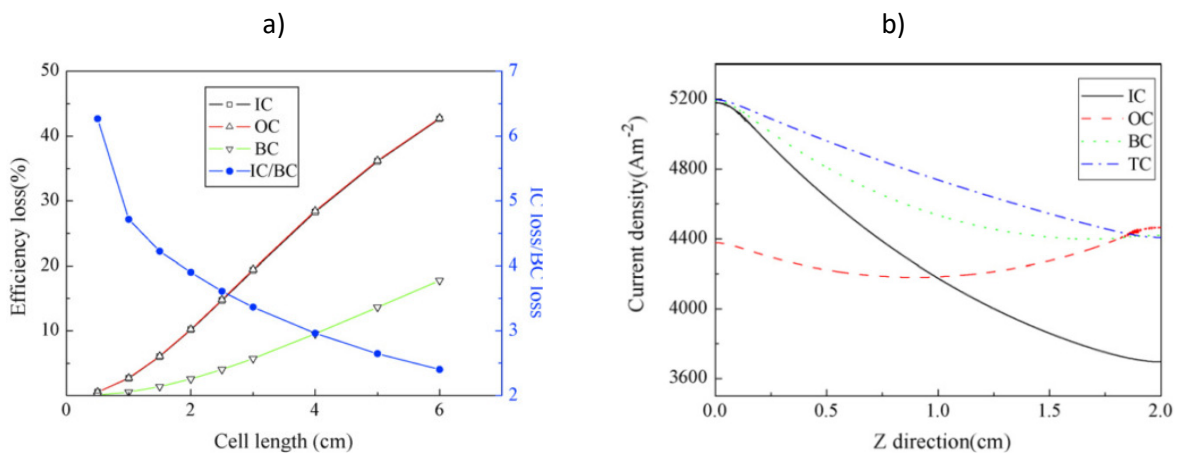 a)
50
40
30
20
10
7
6
5
4
3
2
IC
OC
BC
IC/BC
Efficiency loss(%)
IC loss/BC loss
0
2
4
6
Cell length (cm)
b)
5200
4800
4400
4000
3600
IC
OC
BC
TC
Current density(Am⁻²)
0.0
0.5
1.0
1.5
2.0
Z direction(cm)